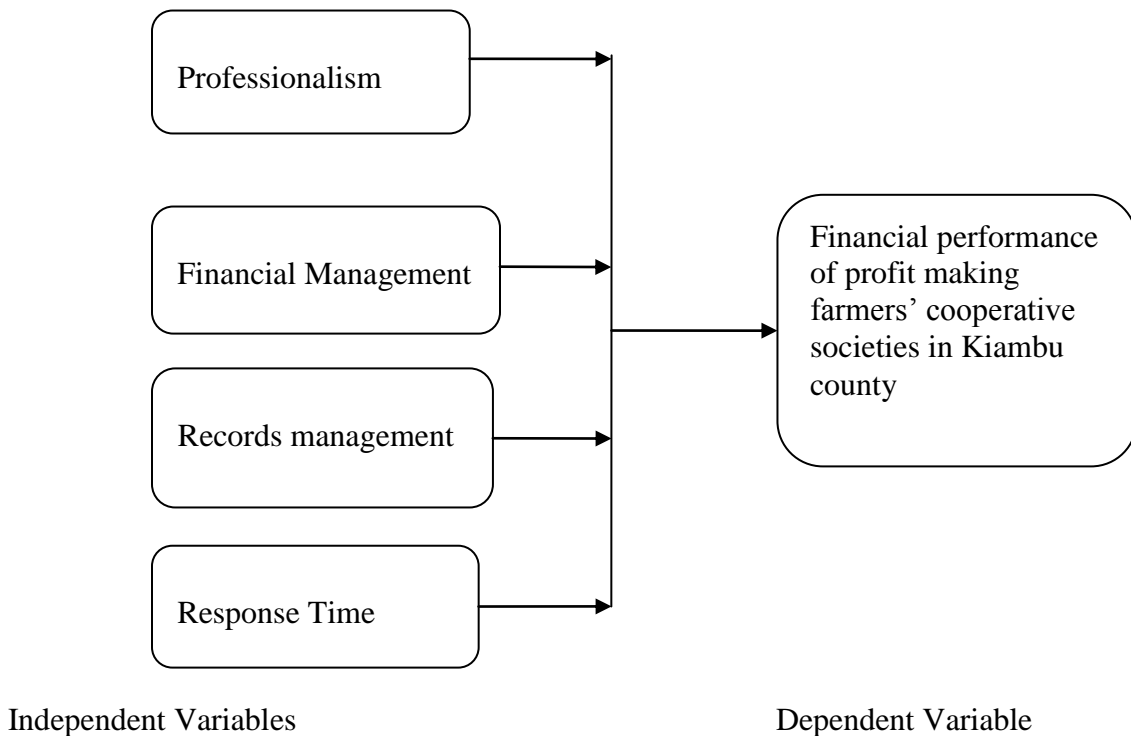 Professionalism
Financial Management
Records management
Response Time
Financial performance
of profit making
farmers’ cooperative
societies in Kiambu
county
Independent Variables
Dependent Variable